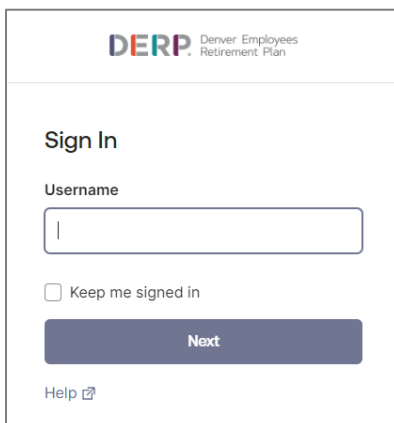 DERP. Denver Employees
Retirement Plan
Sign In
Username
Keep me signed in
Next
Help